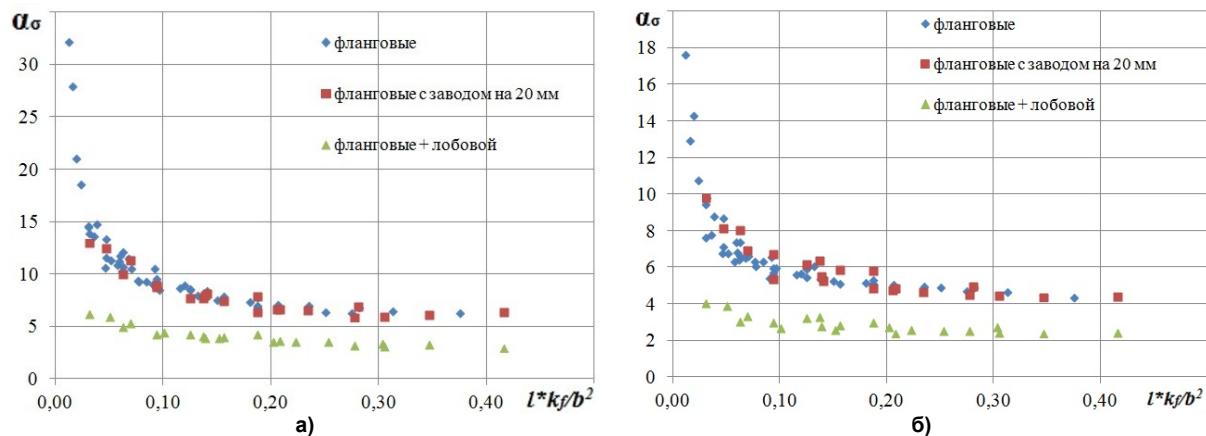 ασ
35
30
25
20
15
10
5
0
0,00 0,10 0,20 0,30 0,40
l*kf/b²
фланговые
фланговые с заводом на 20 мм
фланговые + лобовой
а)
ασ
20
18
16
14
12
10
8
6
4
2
0
0,00 0,10 0,20 0,30 0,40
l*kf/b²
фланговые
фланговые с заводом на 20 мм
фланговые + лобовой
б)